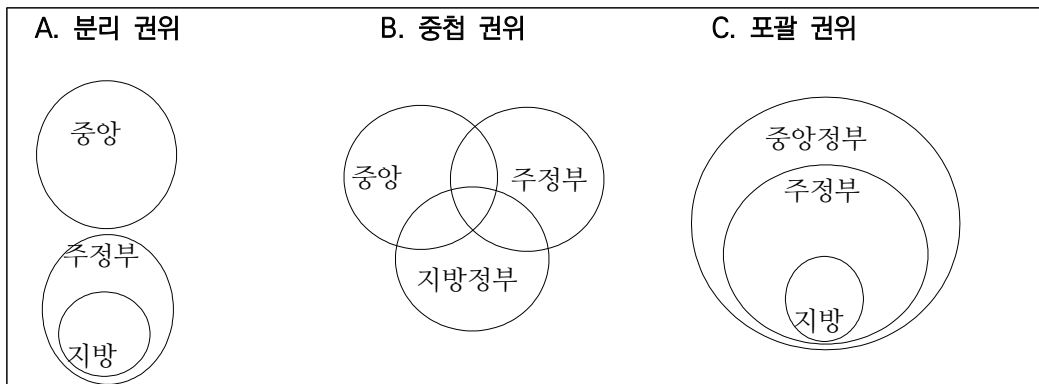 A. 분리 권위
B. 중첩 권위
C. 포괄 권위
중앙
주정부
지방
중앙
주정부
지방정부
중앙정부
주정부
지방